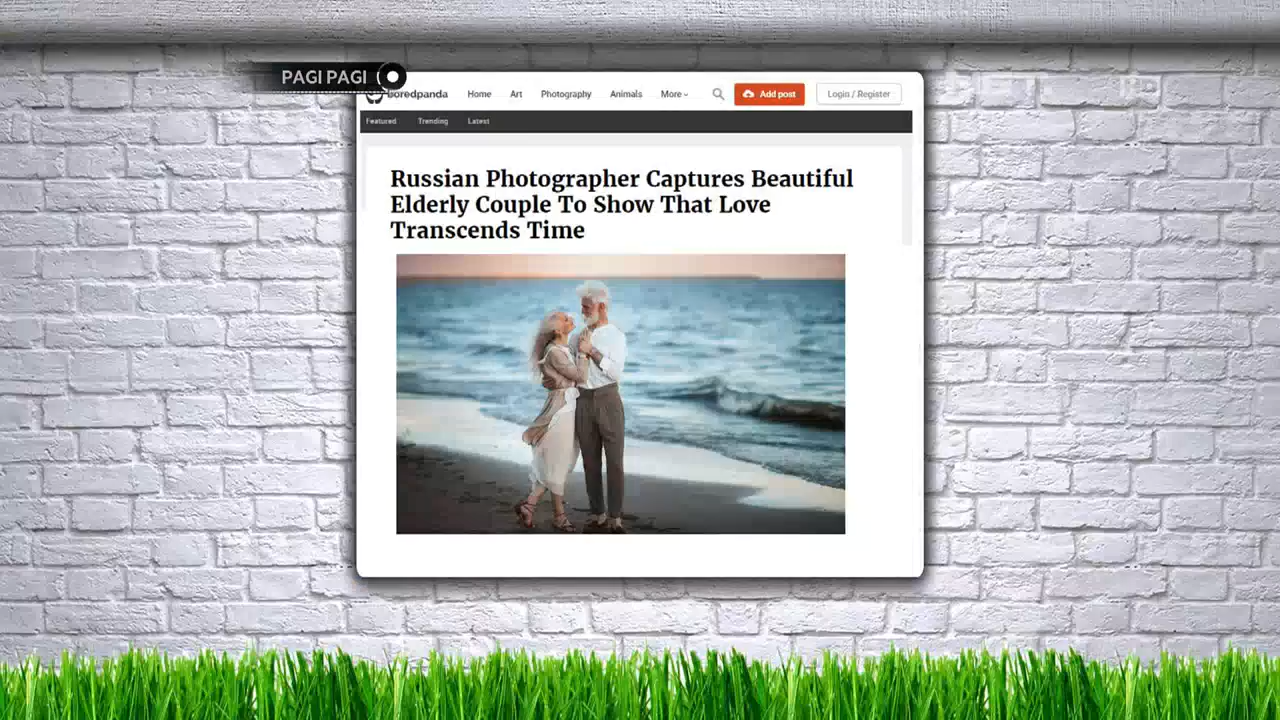 PAGI PAGI
boredpanda Home Art Photography Animals More Add post Login / Register
Featured Trending Latest
Russian Photographer Captures Beautiful
Elderly Couple To Show That Love
Transcends Time